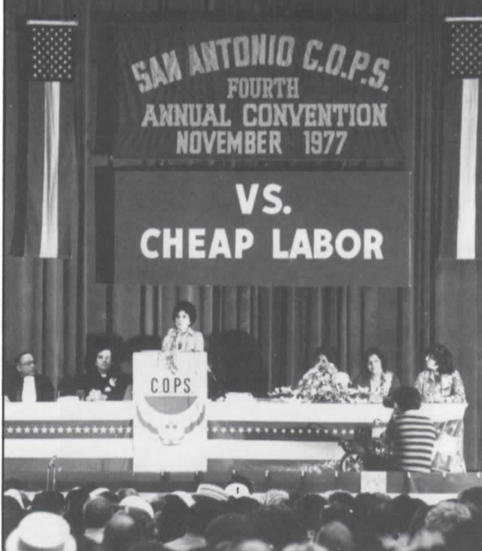 SAN ANTONIO C.O.P.S.
FOURTH
ANNUAL CONVENTION
NOVEMBER 1977
VS.
CHEAP LABOR
COPS